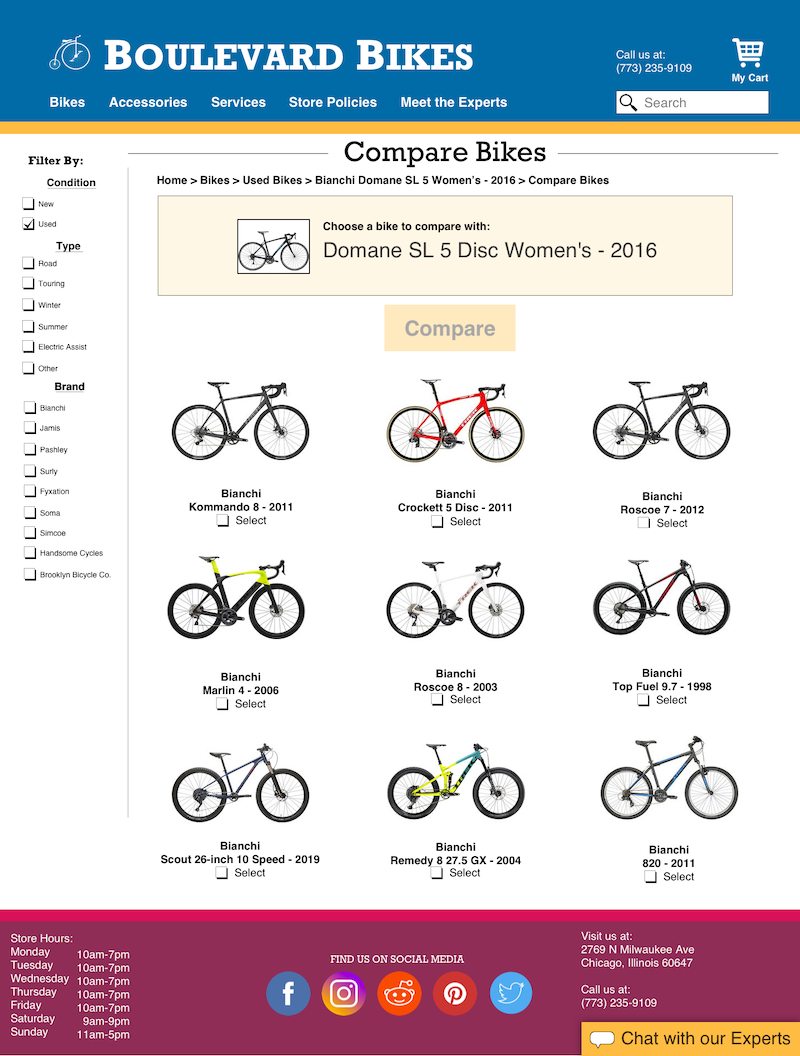 BOULEVARD BIKES
Call us at:
(773) 235-9109
My Cart
Bikes Accessories Services Store Policies Meet the Experts
Search
Compare Bikes
Home > Bikes > Used Bikes > Bianchi Domane SL 5 Women's - 2016 > Compare Bikes
Filter By:
Condition
New
Used
Type
Road
Touring
Winter
Summer
Electric Assist
Other
Brand
Bianchi
Jamis
Pashley
Surly
Fyxation
Soma
Simcoe
Handsome Cycles
Brooklyn Bicycle Co.
Choose a bike to compare with:
Domane SL 5 Disc Women's - 2016
Compare
Bianchi
Kommando 8 - 2011
Select
Bianchi
Crockett 5 Disc - 2011
Select
Bianchi
Roscoe 7 - 2012
Select
Bianchi
Marlin 4 - 2006
Select
Bianchi
Roscoe 8 - 2003
Select
Bianchi
Top Fuel 9.7 - 1998
Select
Bianchi
Scout 26-inch 10 Speed - 2019
Select
Bianchi
Remedy 8 27.5 GX - 2004
Select
Bianchi
820 - 2011
Select
Store Hours:
Monday 10am-7pm
Tuesday 10am-7pm
Wednesday 10am-7pm
Thursday 10am-7pm
Friday 10am-7pm
Saturday 9am-9pm
Sunday 11am-5pm
FIND US ON SOCIAL MEDIA
Visit us at:
2769 N Milwaukee Ave
Chicago, Illinois 60647
Call us at:
(773) 235-9109
Chat with our Experts